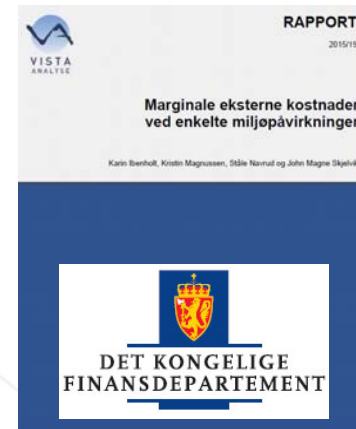 RAPPORT
2015/19
VISTA
ANALYSE
Marginale eksterne kostnader
ved enkelte miljøpåvirkninger
Karin Ibenholt, Kristin Magnussen, Ståle Navrud og John Magne Skjelvik
DET KONGELIGE
FINANSDEPARTEMENT